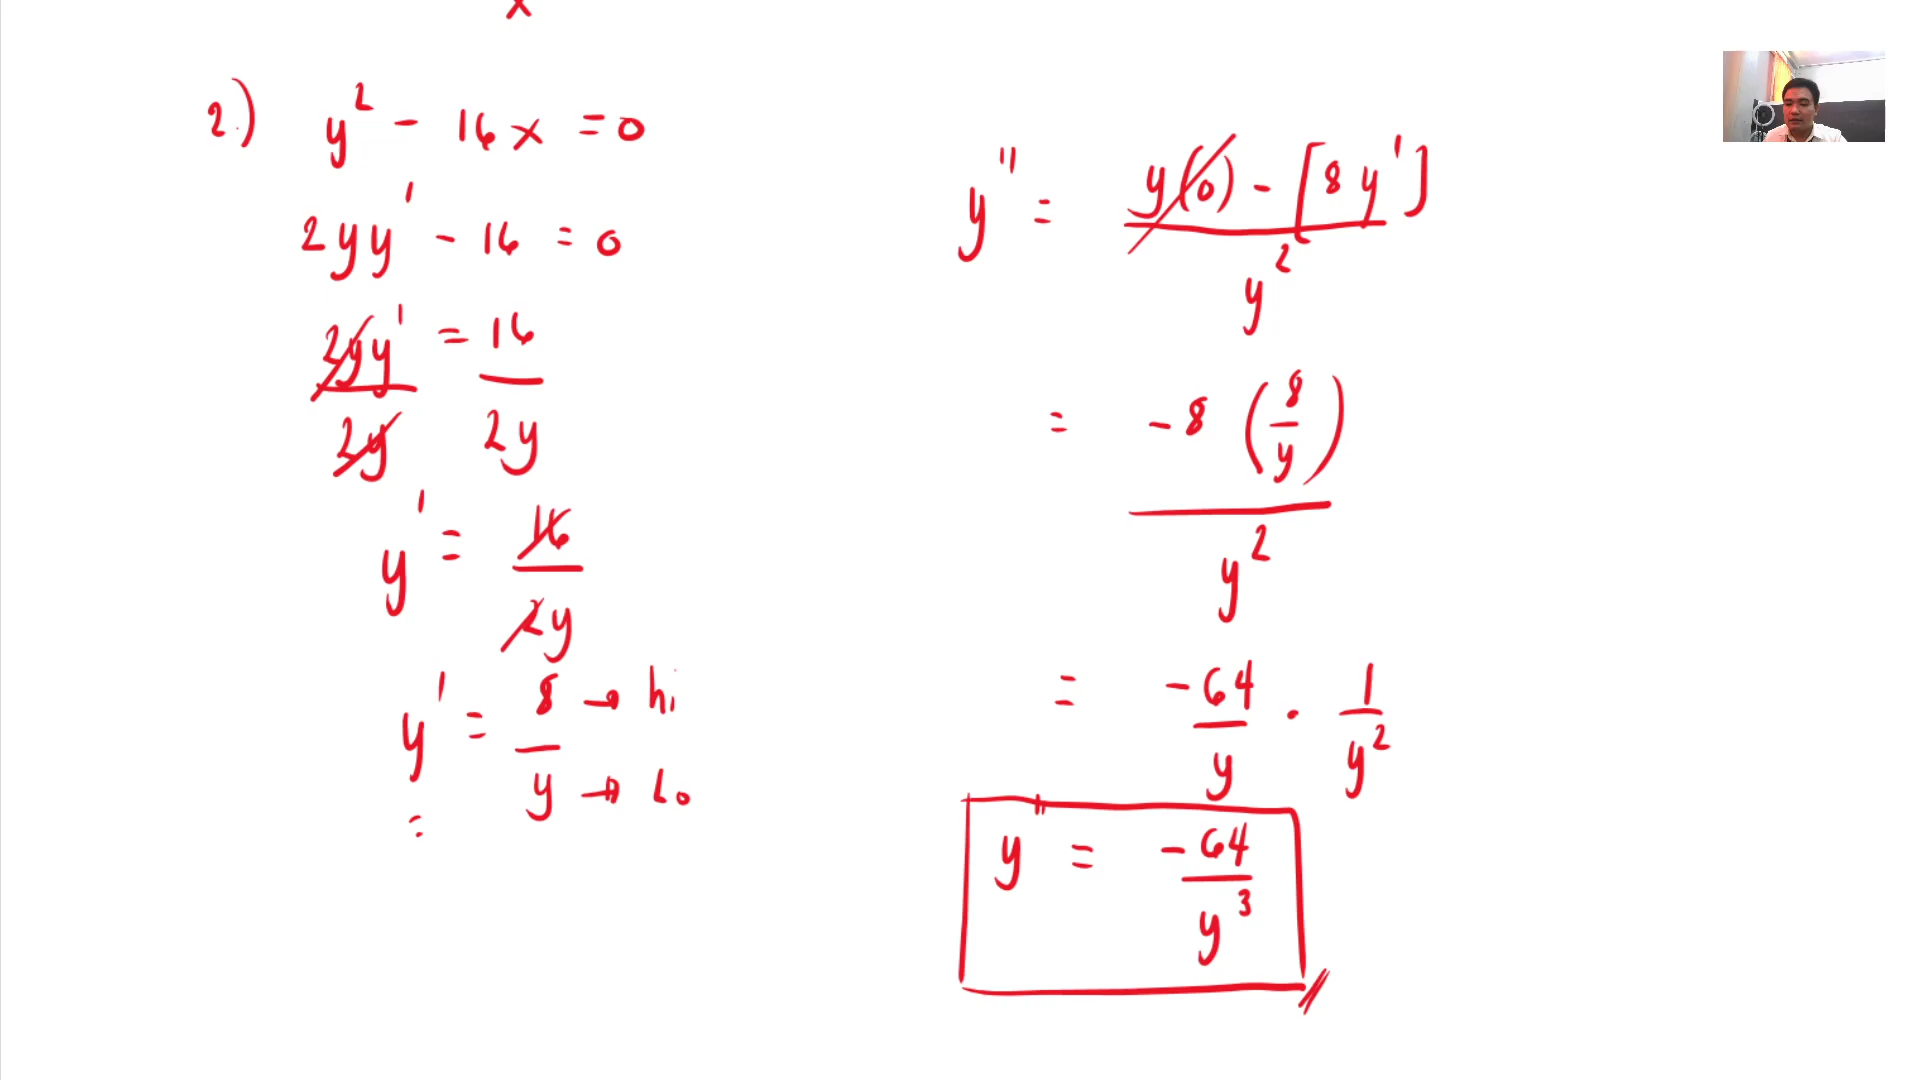 x
2.) y² - 16x = 0
2yy' - 16 = 0
2yy'/2y = 16/2y
y' = 16/2y
y' = 8/y → hi → Lo
=
y'' = (y(0) - [8y'])/y²
= -8(8/y)/y²
= -64/y · 1/y²
y'' = -64/y³